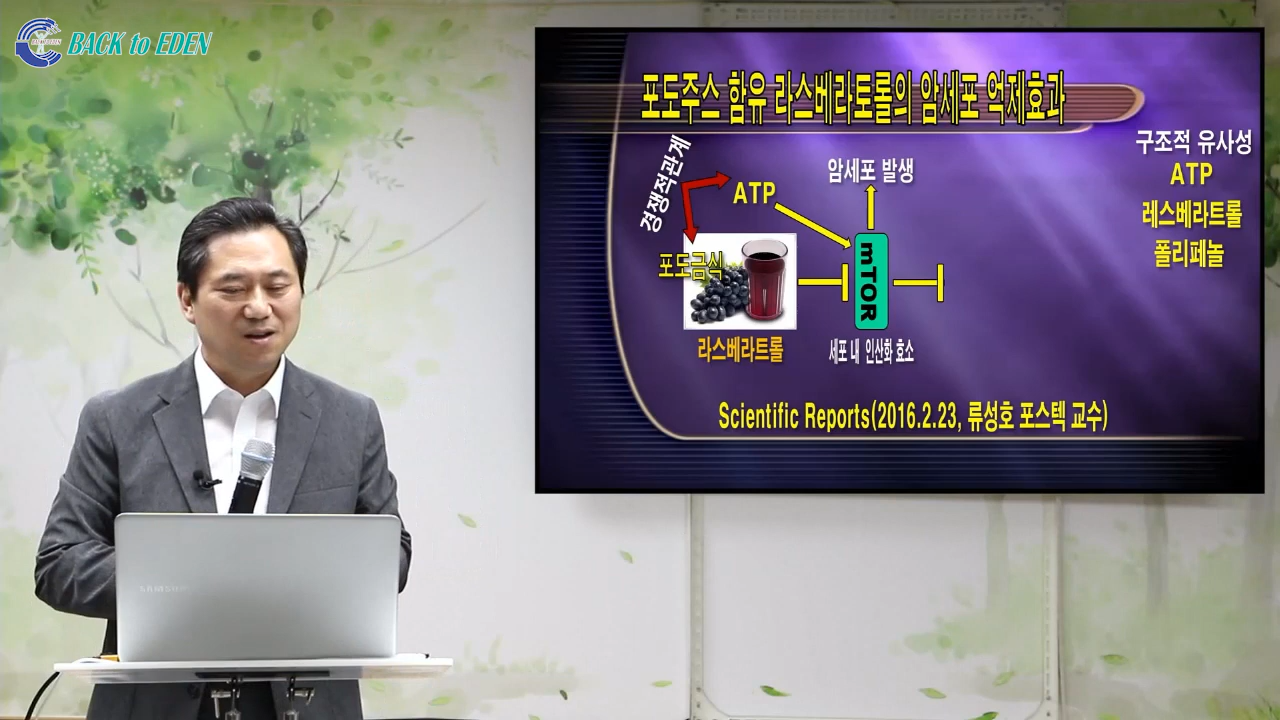 BACK to EDEN
포도주스 함유 라스베라토롤의 암세포 억제효과
구조적 유사성
ATP
레스베라트롤
폴리페놀
경쟁적관계
ATP
암세포 발생
포도금식
mTOR
라스베라트롤
세포 내 인산화 효소
Scientific Reports(2016.2.23, 류성호 포스텍 교수)